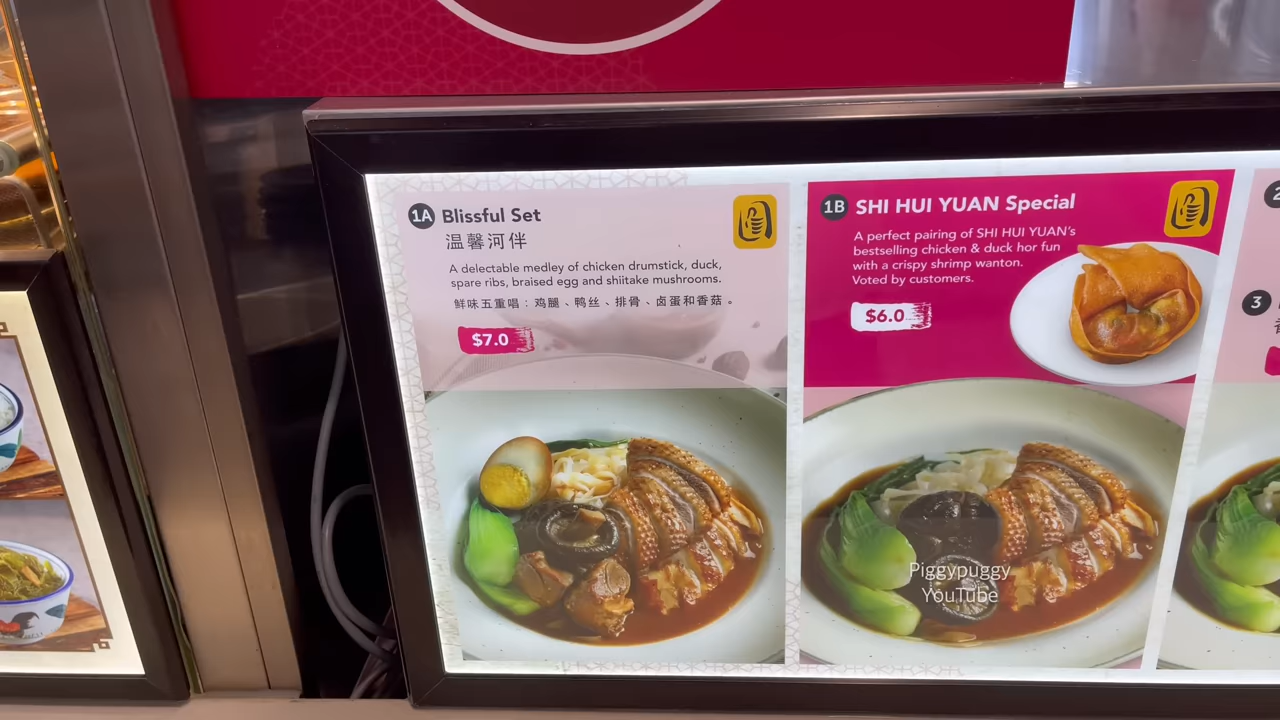 1A Blissful Set
温馨河伴
A delectable medley of chicken drumstick, duck,
spare ribs, braised egg and shiitake mushrooms.
鲜味五重唱：鸡腿、鸭丝、排骨、卤蛋和香菇。
$7.0
1B SHI HUI YUAN Special
A perfect pairing of SHI HUI YUAN's
bestselling chicken & duck hor fun
with a crispy shrimp wanton.
Voted by customers.
$6.0
3
Piggypuggy
YouTube